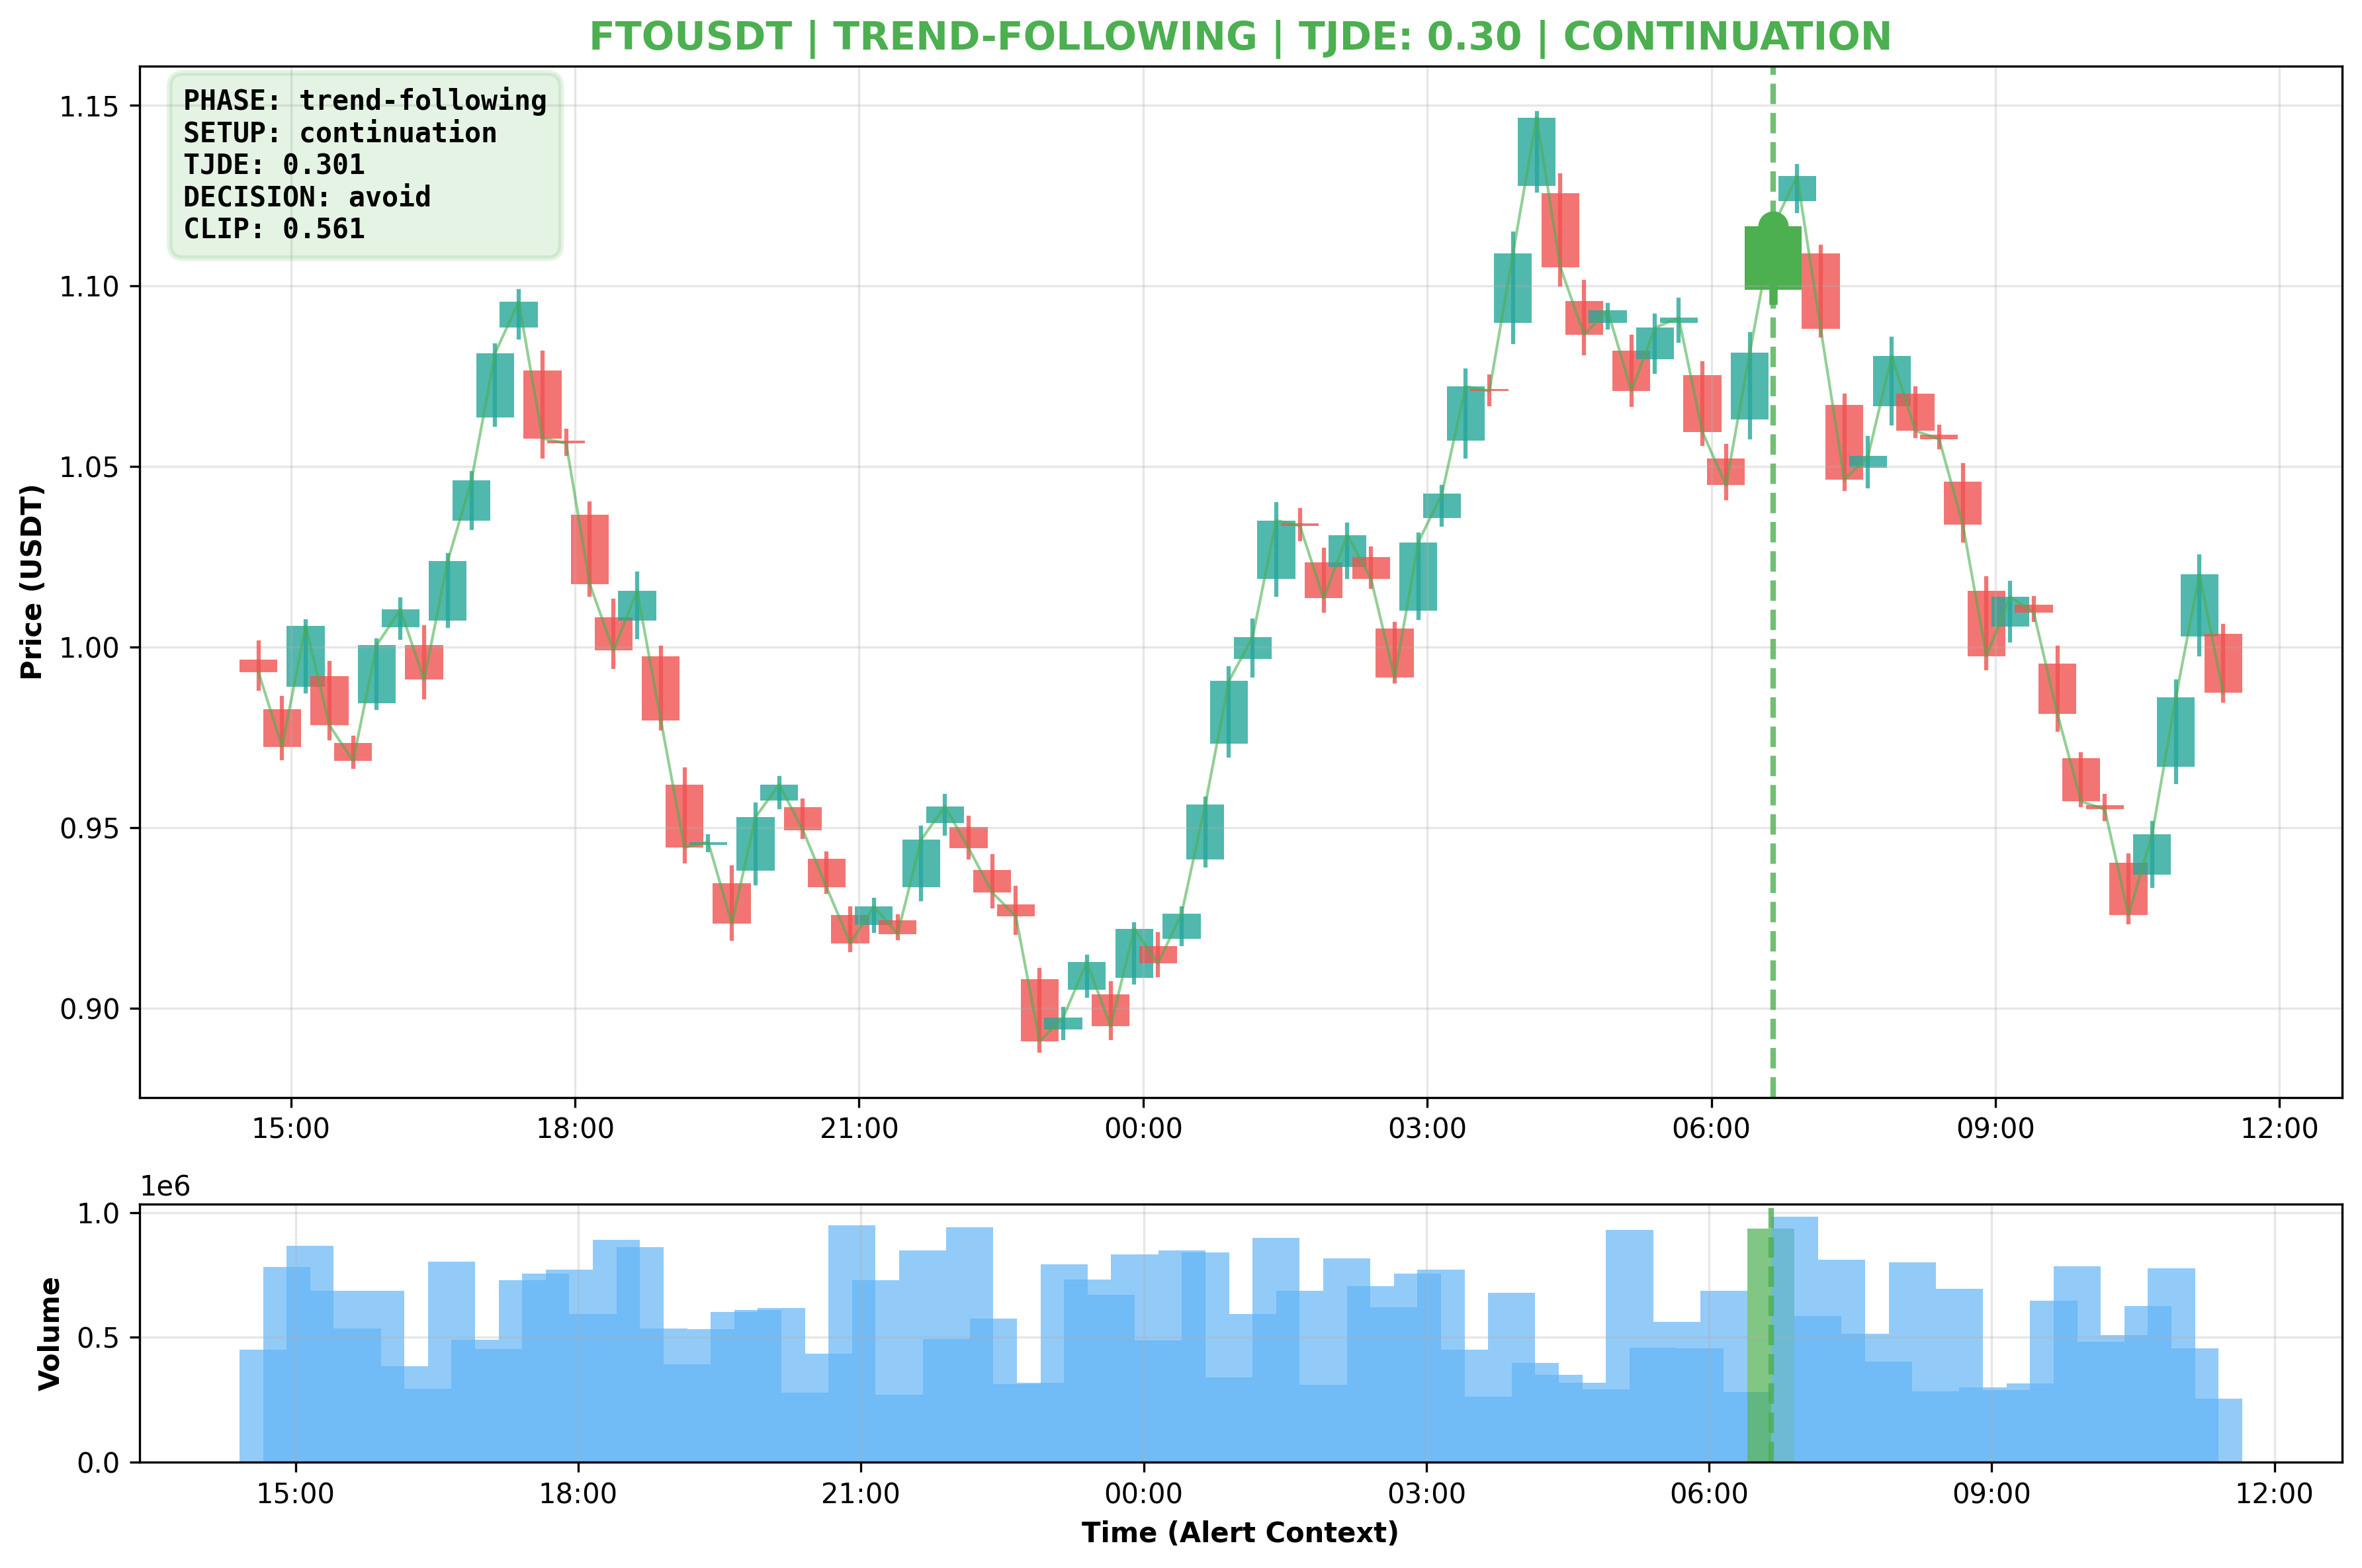 FTOUSDT | TREND-FOLLOWING | TJDE: 0.30 | CONTINUATION
PHASE: trend-following
SETUP: continuation
TJDE: 0.301
DECISION: avoid
CLIP: 0.561
Price (USDT)
1.15
1.10
1.05
1.00
0.95
0.90
15:00 18:00 21:00 00:00 03:00 06:00 09:00 12:00
1e6
Volume
1.0
0.5
0.0
15:00 18:00 21:00 00:00 03:00 06:00 09:00 12:00
Time (Alert Context)